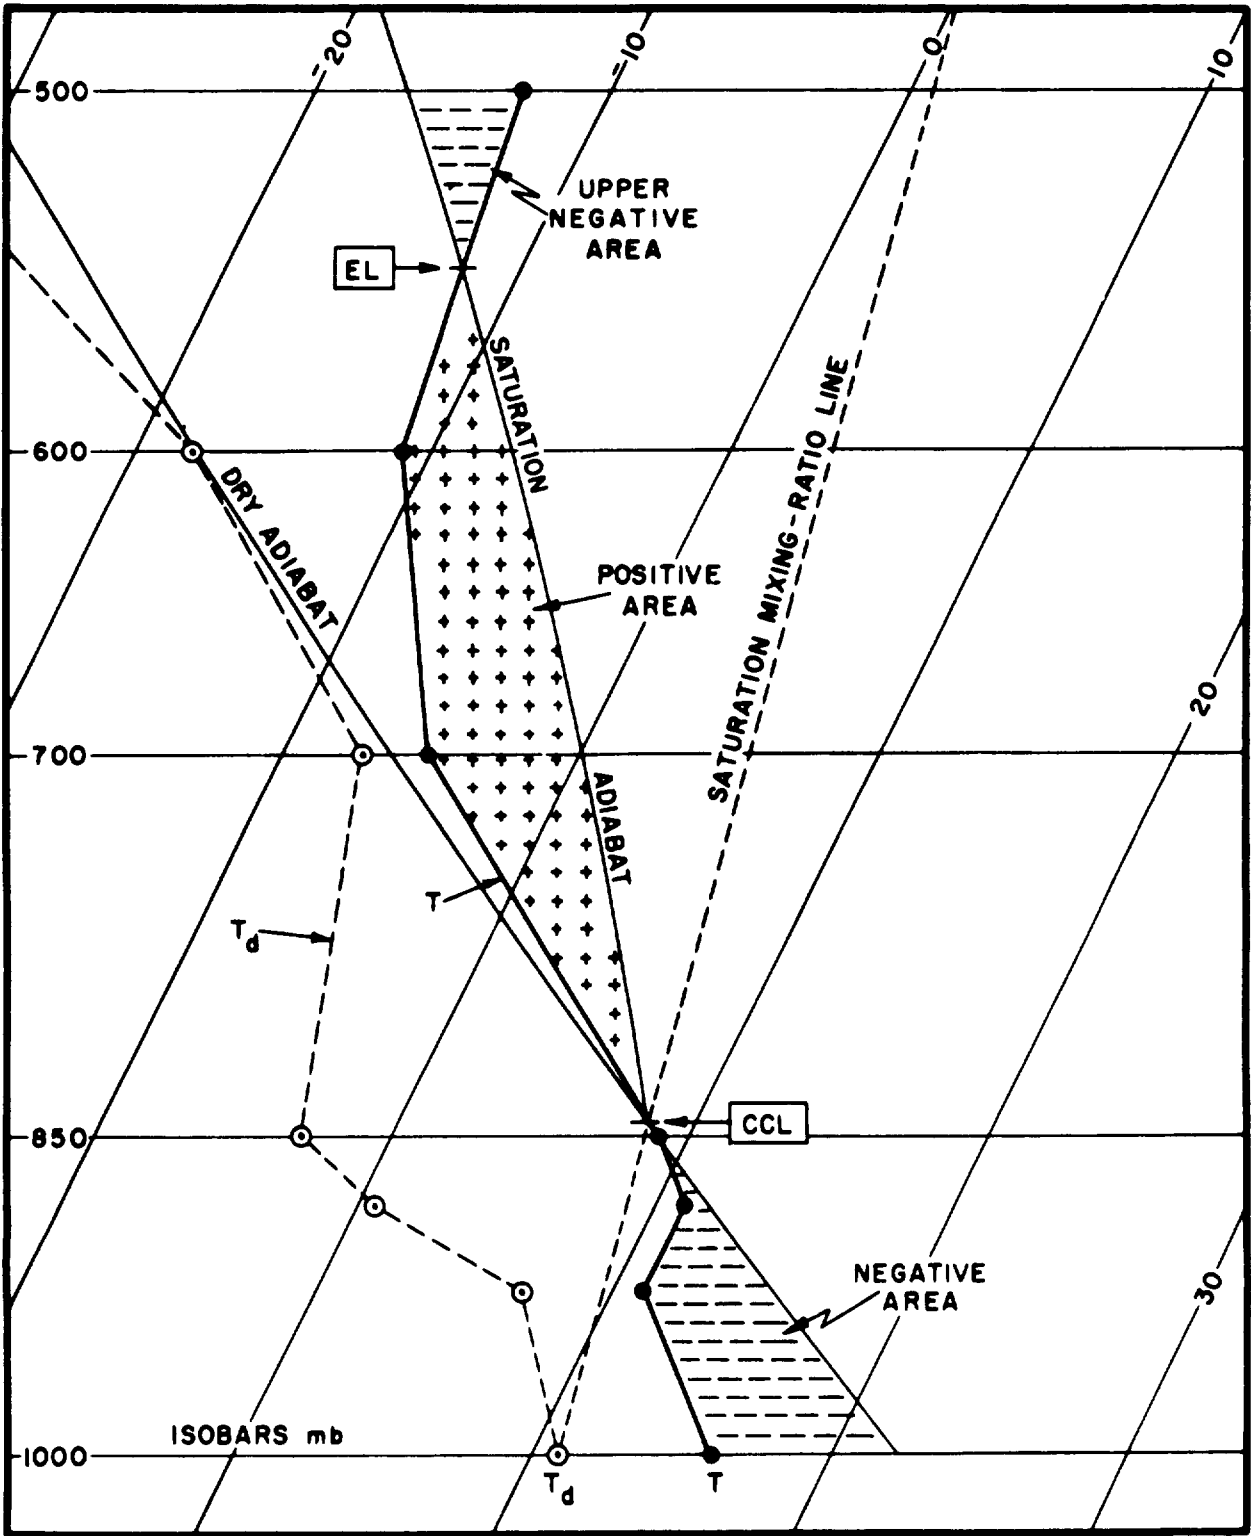 -20
-10
0
10
500
UPPER
NEGATIVE
AREA
EL
SATURATION
SATURATION MIXING-RATIO LINE
600
DRY ADIABAT
POSITIVE
AREA
20
700
ADIABAT
T
Td
CCL
850
NEGATIVE
AREA
30
ISOBARS mb
1000
Td
T